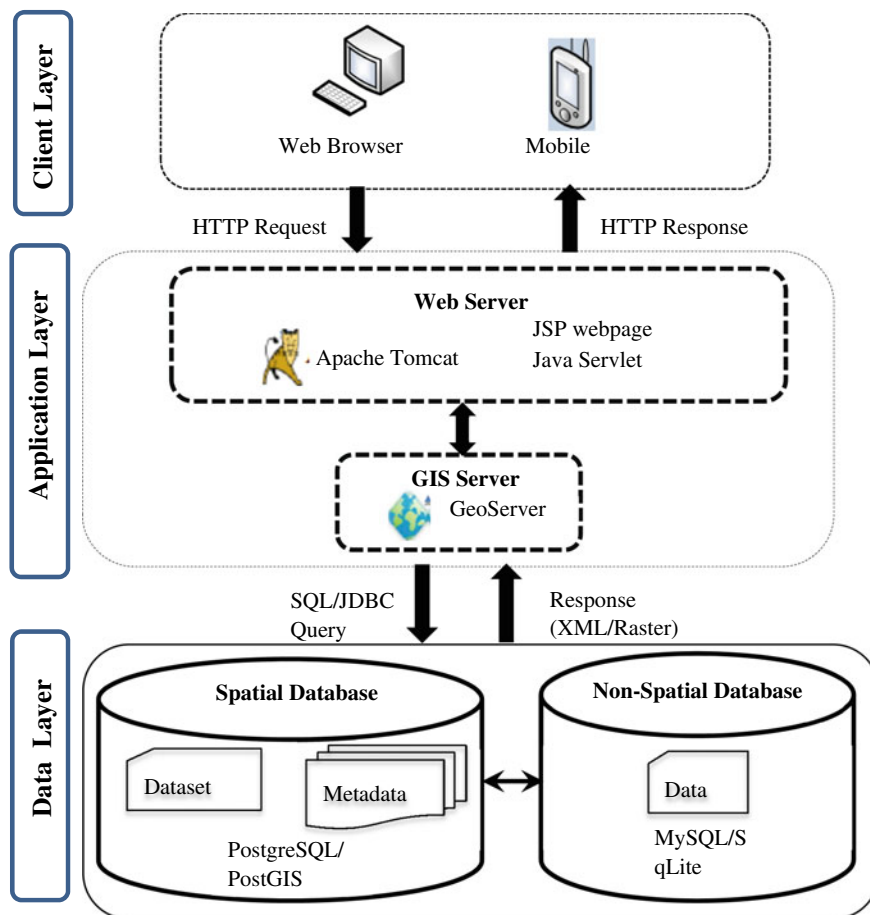 Client Layer
Web Browser
Mobile
HTTP Request
HTTP Response
Application Layer
Web Server
Apache Tomcat
JSP webpage
Java Servlet
GIS Server
GeoServer
SQL/JDBC
Query
Response
(XML/Raster)
Data Layer
Spatial Database
Dataset
Metadata
PostgreSQL/
PostGIS
Non-Spatial Database
Data
MySQL/S
qLite